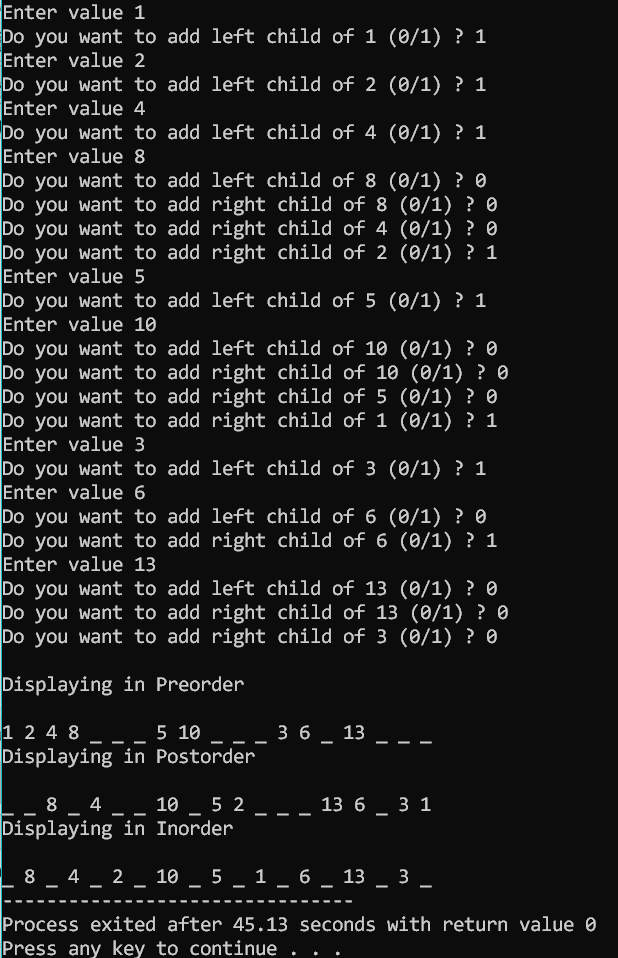 Enter value 1
Do you want to add left child of 1 (0/1) ? 1
Enter value 2
Do you want to add left child of 2 (0/1) ? 1
Enter value 4
Do you want to add left child of 4 (0/1) ? 1
Enter value 8
Do you want to add left child of 8 (0/1) ? 0
Do you want to add right child of 8 (0/1) ? 0
Do you want to add right child of 4 (0/1) ? 0
Do you want to add right child of 2 (0/1) ? 1
Enter value 5
Do you want to add left child of 5 (0/1) ? 1
Enter value 10
Do you want to add left child of 10 (0/1) ? 0
Do you want to add right child of 10 (0/1) ? 0
Do you want to add right child of 5 (0/1) ? 0
Do you want to add right child of 1 (0/1) ? 1
Enter value 3
Do you want to add left child of 3 (0/1) ? 1
Enter value 6
Do you want to add left child of 6 (0/1) ? 0
Do you want to add right child of 6 (0/1) ? 1
Enter value 13
Do you want to add left child of 13 (0/1) ? 0
Do you want to add right child of 13 (0/1) ? 0
Do you want to add right child of 3 (0/1) ? 0
Displaying in Preorder
1 2 4 8 _ _ _ 5 10 _ _ _ 3 6 _ 13 _ _ _
Displaying in Postorder
_ _ 8 _ 4 _ _ 10 _ 5 2 _ _ _ 13 6 _ 3 1
Displaying in Inorder
_ 8 _ 4 _ 2 _ 10 _ 5 _ 1 _ 6 _ 13 _ 3 _
--------------------------------
Process exited after 45.13 seconds with return value 0
Press any key to continue . . .